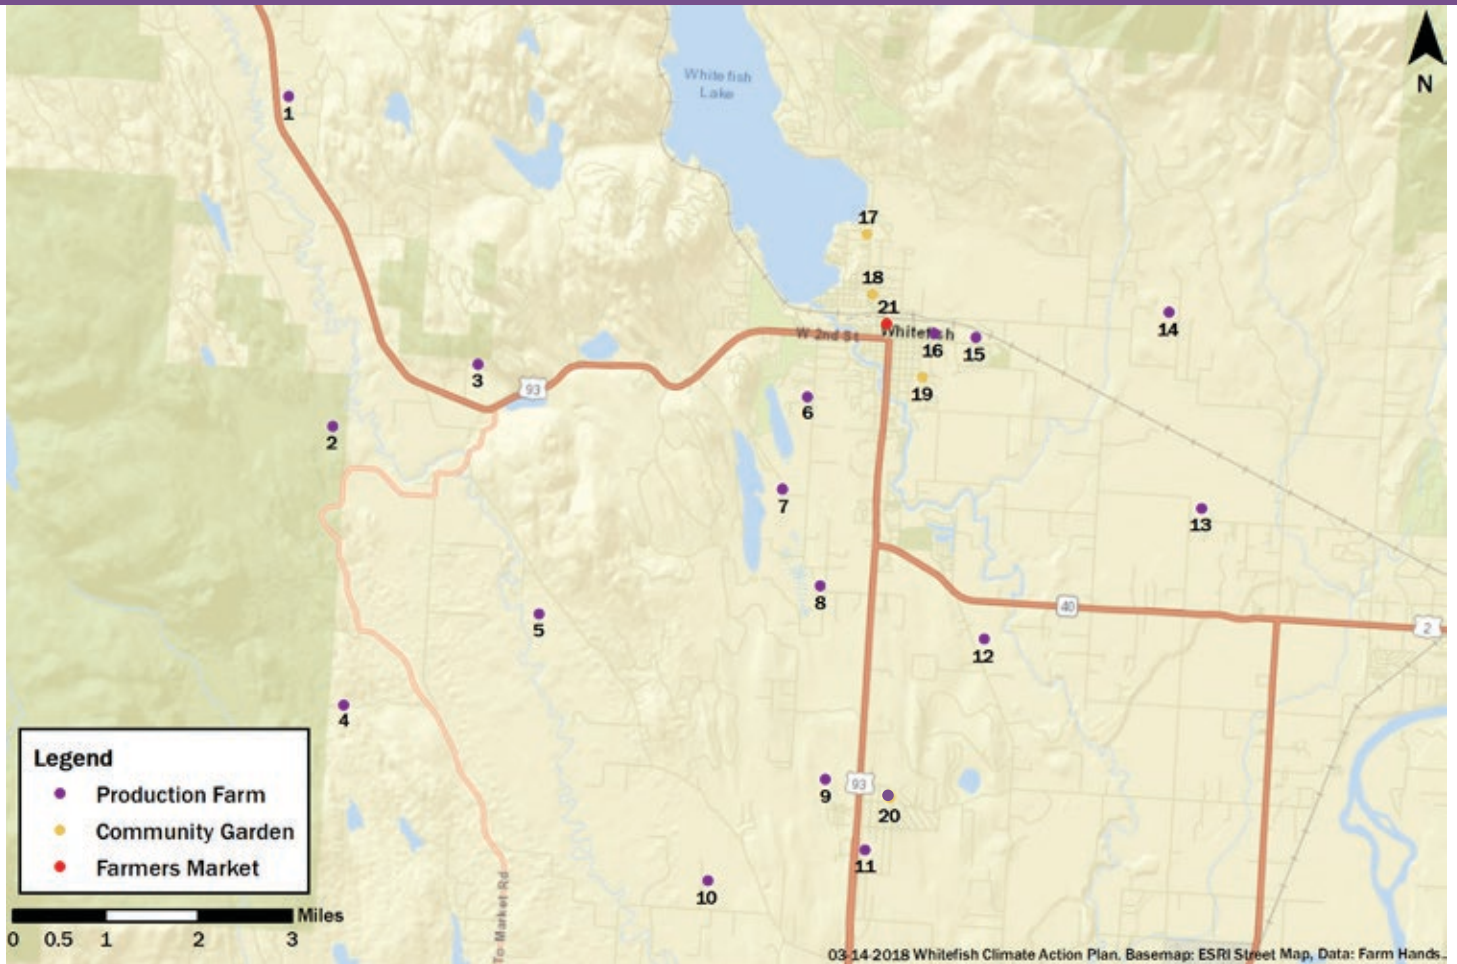 N
Whitefish
Lake
1
17
18
21
W 2nd St
Whitefish
16
15
14
3
93
19
6
2
7
13
8
40
5
2
12
4
Legend
Production Farm
Community Garden
Farmers Market
9
93
20
11
10
To Market Rd
Miles
0 0.5 1 2 3
03-14-2018 Whitefish Climate Action Plan. Basemap: ESRI Street Map, Data: Farm Hands..